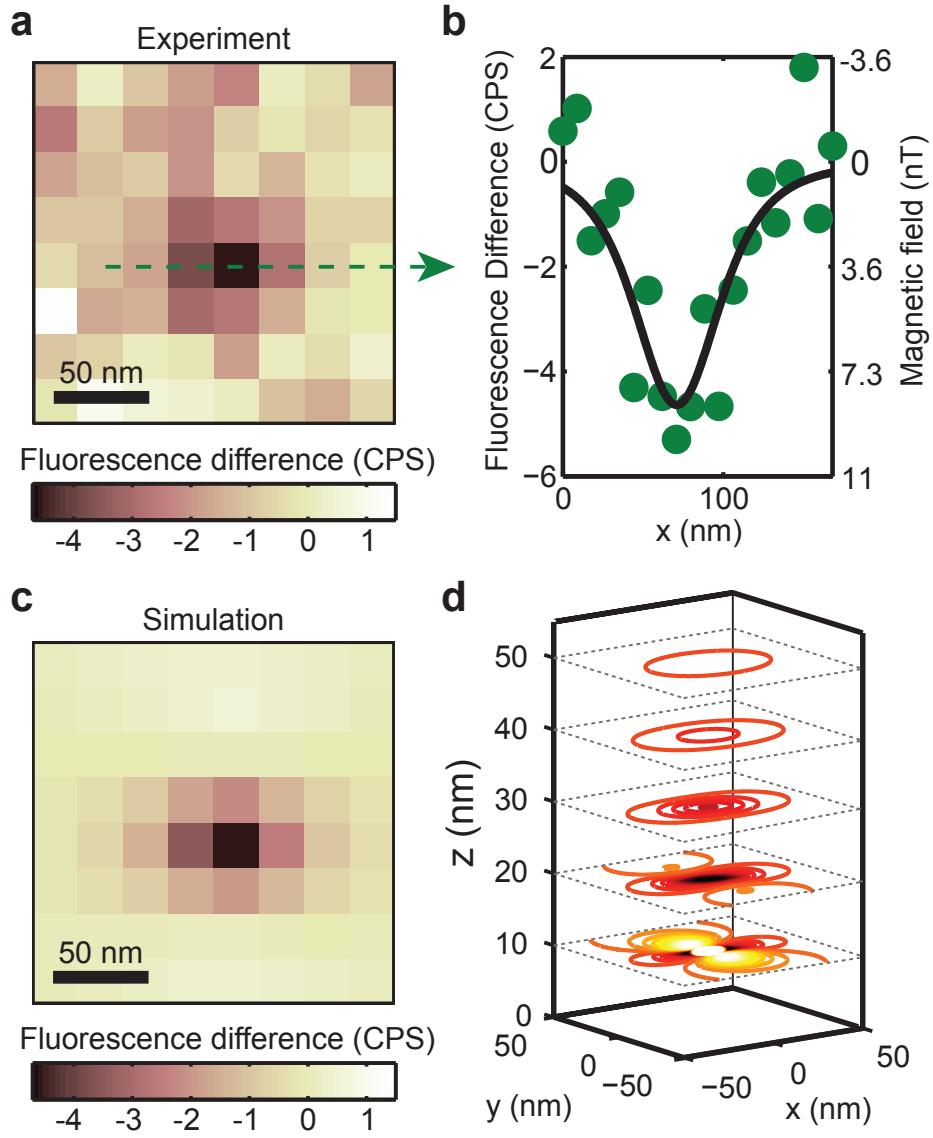 a
Experiment
50 nm
Fluorescence difference (CPS)
-4 -3 -2 -1 0 1
b
Fluorescence Difference (CPS)
2
0
−2
−4
−6
-3.6
0
3.6
7.3
11
Magnetic field (nT)
0 100
x (nm)
c
Simulation
50 nm
Fluorescence difference (CPS)
-4 -3 -2 -1 0 1
d
z (nm)
50
40
30
20
10
0
50 0 −50
y (nm)
−50 0 50
x (nm)